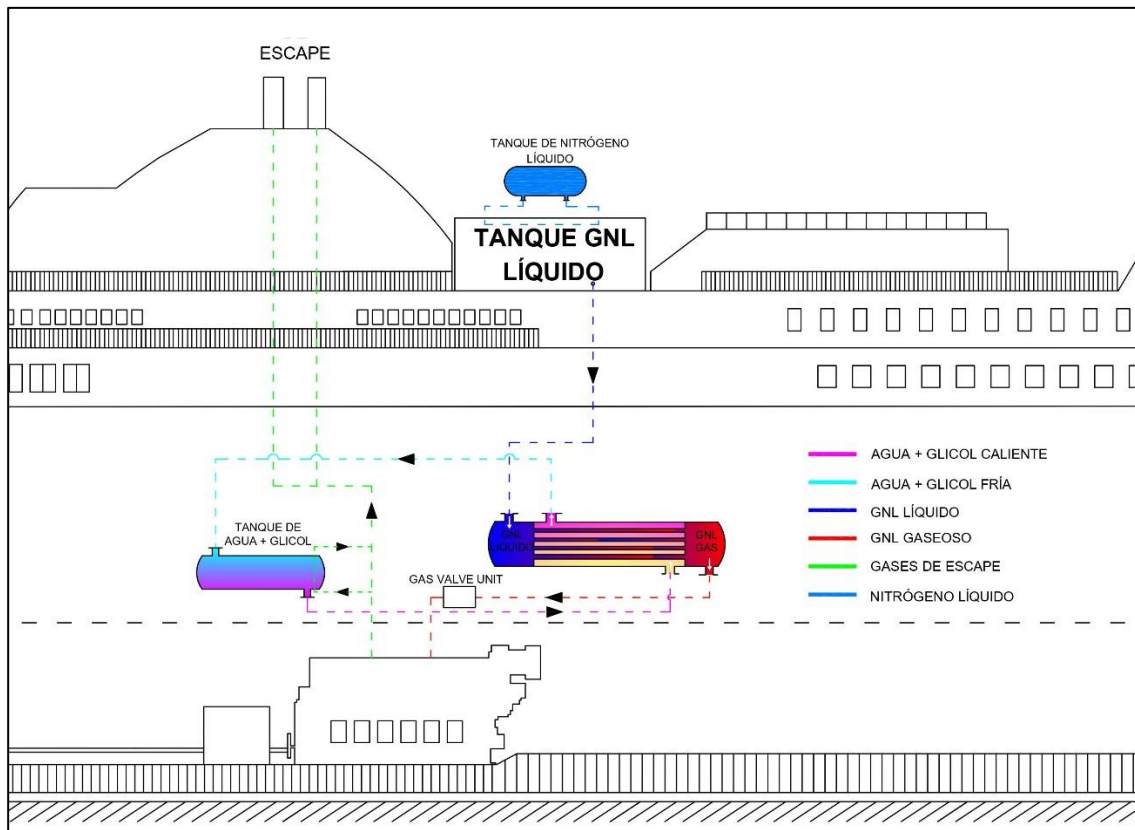 ESCAPE
TANQUE DE NITRÓGENO
LÍQUIDO
TANQUE GNL
LÍQUIDO
AGUA + GLICOL CALIENTE
AGUA + GLICOL FRÍA
GNL LÍQUIDO
GNL GASEOSO
GASES DE ESCAPE
NITRÓGENO LÍQUIDO
TANQUE DE
AGUA + GLICOL
GNL
LÍQUIDO
GNL
GAS
GAS VALVE UNIT